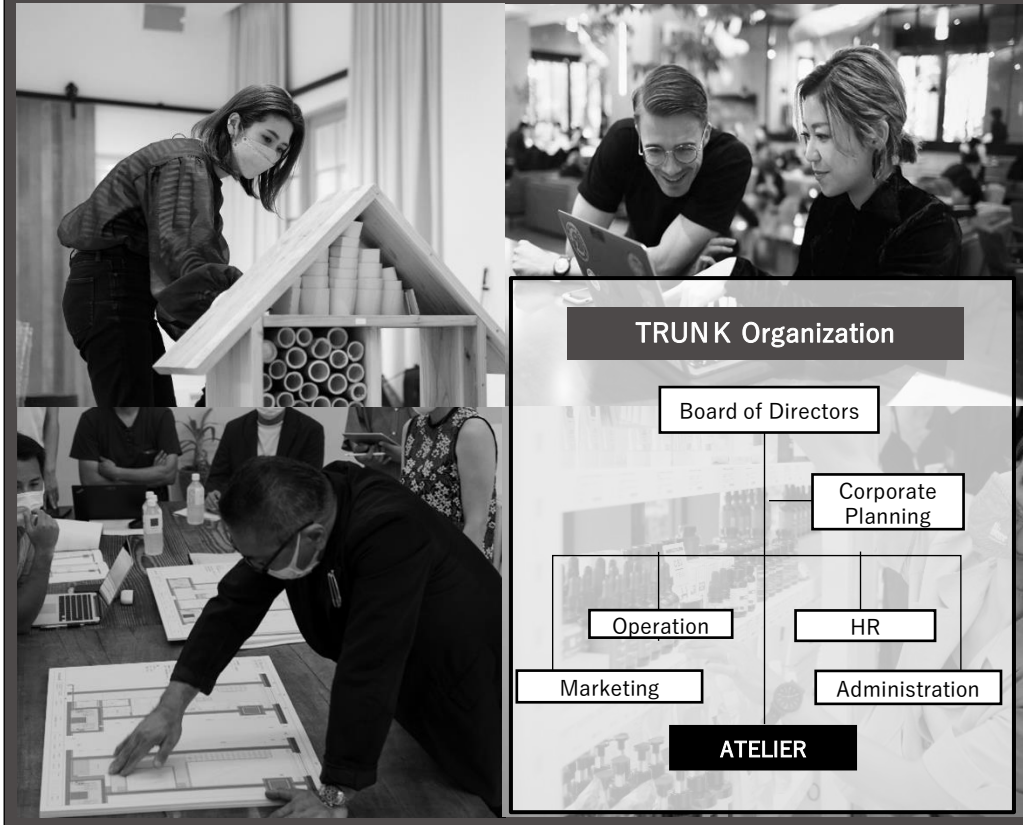 TRUNK Organization
Board of Directors
Corporate
Planning
Operation
HR
Marketing
Administration
ATELIER